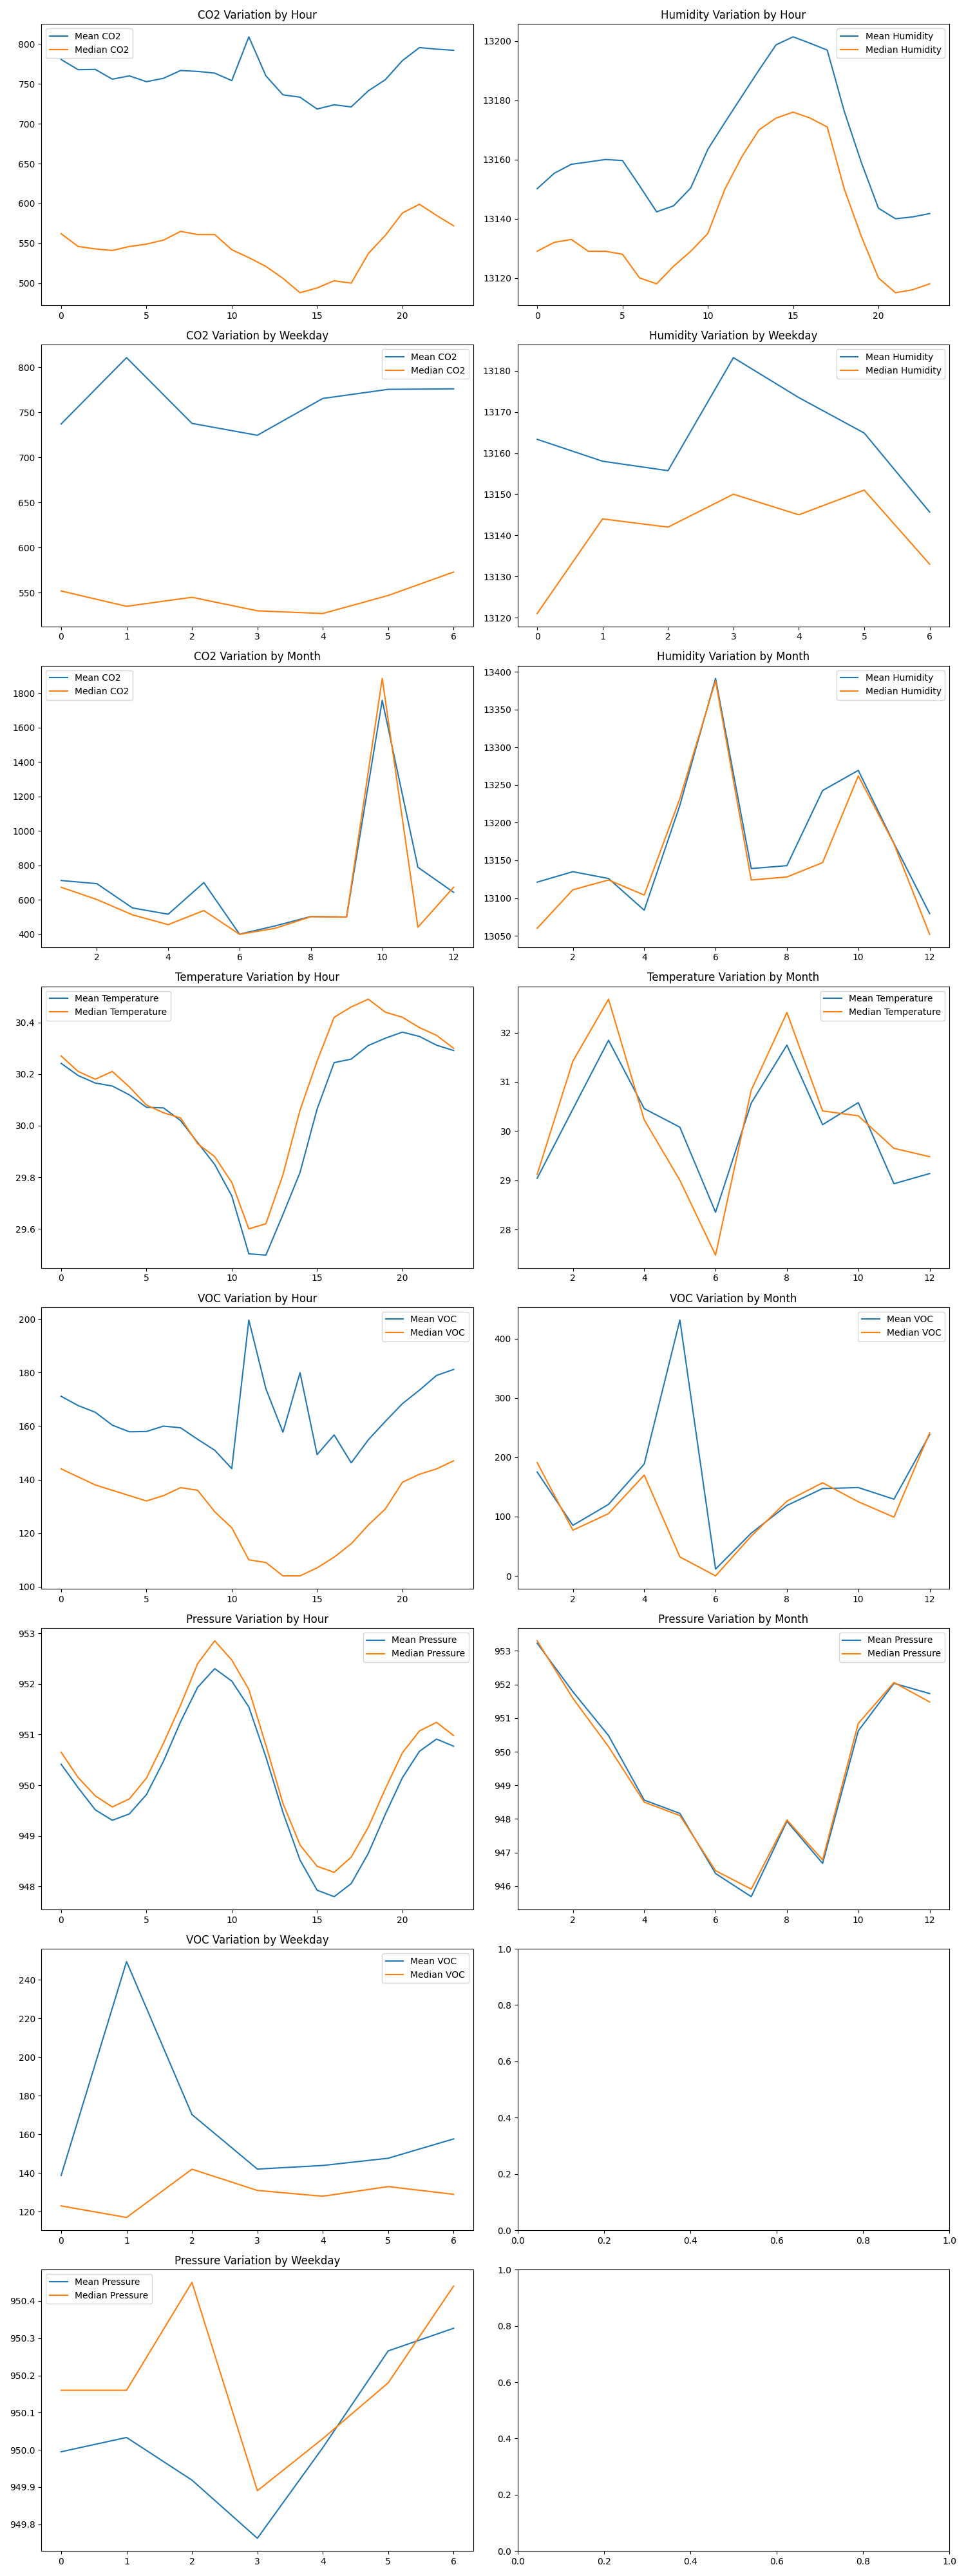 CO2 Variation by Hour
Mean CO2
Median CO2
800
750
700
650
600
550
500
0 5 10 15 20
Humidity Variation by Hour
Mean Humidity
Median Humidity
13200
13180
13160
13140
13120
0 5 10 15 20
CO2 Variation by Weekday
Mean CO2
Median CO2
800
750
700
650
600
550
0 1 2 3 4 5 6
Humidity Variation by Weekday
Mean Humidity
Median Humidity
13180
13170
13160
13150
13140
13130
13120
0 1 2 3 4 5 6
CO2 Variation by Month
Mean CO2
Median CO2
1800
1600
1400
1200
1000
800
600
400
2 4 6 8 10 12
Humidity Variation by Month
Mean Humidity
Median Humidity
13400
13350
13300
13250
13200
13150
13100
13050
2 4 6 8 10 12
Temperature Variation by Hour
Mean Temperature
Median Temperature
30.4
30.2
30.0
29.8
29.6
0 5 10 15 20
Temperature Variation by Month
Mean Temperature
Median Temperature
32
31
30
29
28
2 4 6 8 10 12
VOC Variation by Hour
Mean VOC
Median VOC
200
180
160
140
120
100
0 5 10 15 20
VOC Variation by Month
Mean VOC
Median VOC
400
300
200
100
0
2 4 6 8 10 12
Pressure Variation by Hour
Mean Pressure
Median Pressure
953
952
951
950
949
948
0 5 10 15 20
Pressure Variation by Month
Mean Pressure
Median Pressure
953
952
951
950
949
948
947
946
2 4 6 8 10 12
VOC Variation by Weekday
Mean VOC
Median VOC
240
220
200
180
160
140
120
0 1 2 3 4 5 6
1.0
0.8
0.6
0.4
0.2
0.0
0.0 0.2 0.4 0.6 0.8 1.0
Pressure Variation by Weekday
Mean Pressure
Median Pressure
950.4
950.3
950.2
950.1
950.0
949.9
949.8
0 1 2 3 4 5 6
1.0
0.8
0.6
0.4
0.2
0.0
0.0 0.2 0.4 0.6 0.8 1.0